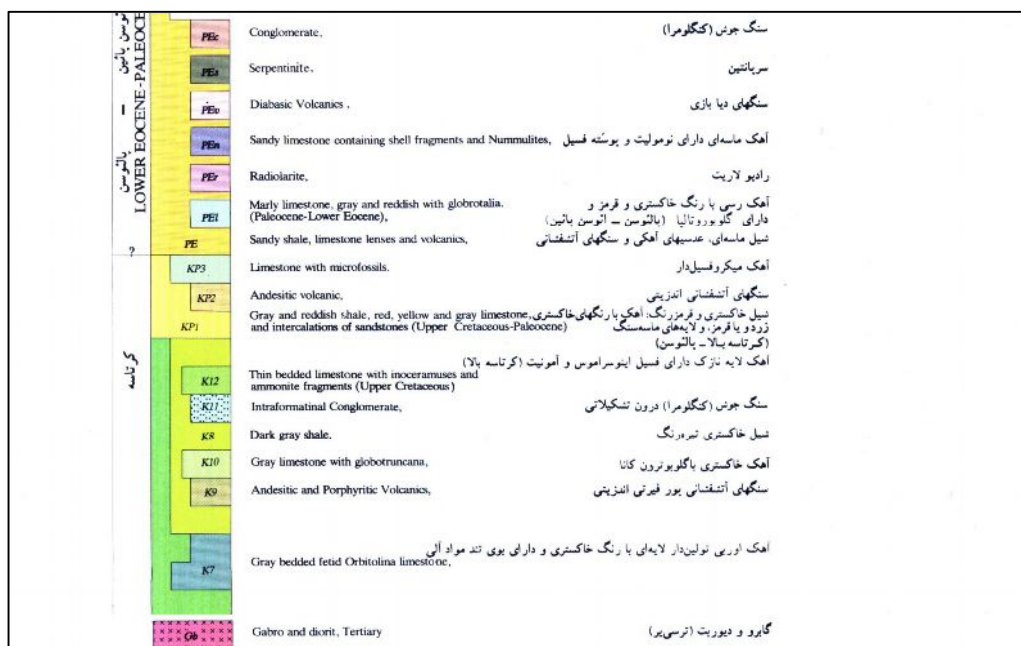 LOWER EOCENE-PALEOCE
ئوسن پائین — پالئوسن
PEc Conglomerate, سنگ جوش (کنگلومرا)
PEs Serpentinite, سرپانتین
PEv Diabasic Volcanics , سنگهای دیا بازی
PEn Sandy limestone containing shell fragments and Nummulites, آهک ماسه‌ای دارای نومولیت و پوسته فسیل
PEr Radiolarite, رادیو لاریت
Marly limestone, gray and reddish with globrotalia. آهک رسی با رنگ خاکستری و قرمز و
PEl (Paleocene-Lower Eocene), دارای گلوبوروتالیا (پالئوسن – ائوسن پائین)
PE Sandy shale, limestone lenses and volcanics, شیل ماسه‌ای، عدسیهای آهکی و سنگهای آتشفشانی
?
KP3 Limestone with microfossils. آهک میکروفسیل‌دار
KP2 Andesitic volcanic, سنگهای آتشفشانی اندزیتی
Gray and reddish shale, red, yellow and gray limestone, شیل خاکستری و قرمزرنگ: آهک با رنگهای خاکستری,
KP1 and intercalations of sandstones (Upper Cretaceous-Paleocene) زرد و یا قرمز، و لایه‌های ماسه‌سنگ
(کرتاسه بالا – پالئوسن)
کرتاسه
آهک لایه نازک دارای فسیل اینوسراموس و آمونیت (کرتاسه بالا)
K12 Thin bedded limestone with inoceramuses and
ammonite fragments (Upper Cretaceous)
K11 Intraformatinal Conglomerate, سنگ جوش (کنگلومرا) درون تشکیلاتی
K8 Dark gray shale. شیل خاکستری تیره‌رنگ
K10 Gray limestone with globotruncana, آهک خاکستری باگلوبوترون کانا
K9 Andesitic and Porphyritic Volcanics, سنگهای آتشفشانی پور فیرتی اندزیتی
آهک اوربی تولین‌دار لایه‌ای با رنگ خاکستری و دارای بوی تند مواد آلی
K7 Gray bedded fetid Orbitolina limestone,
Gb Gabro and diorit, Tertiary گابرو و دیوریت (ترسی‌یر)